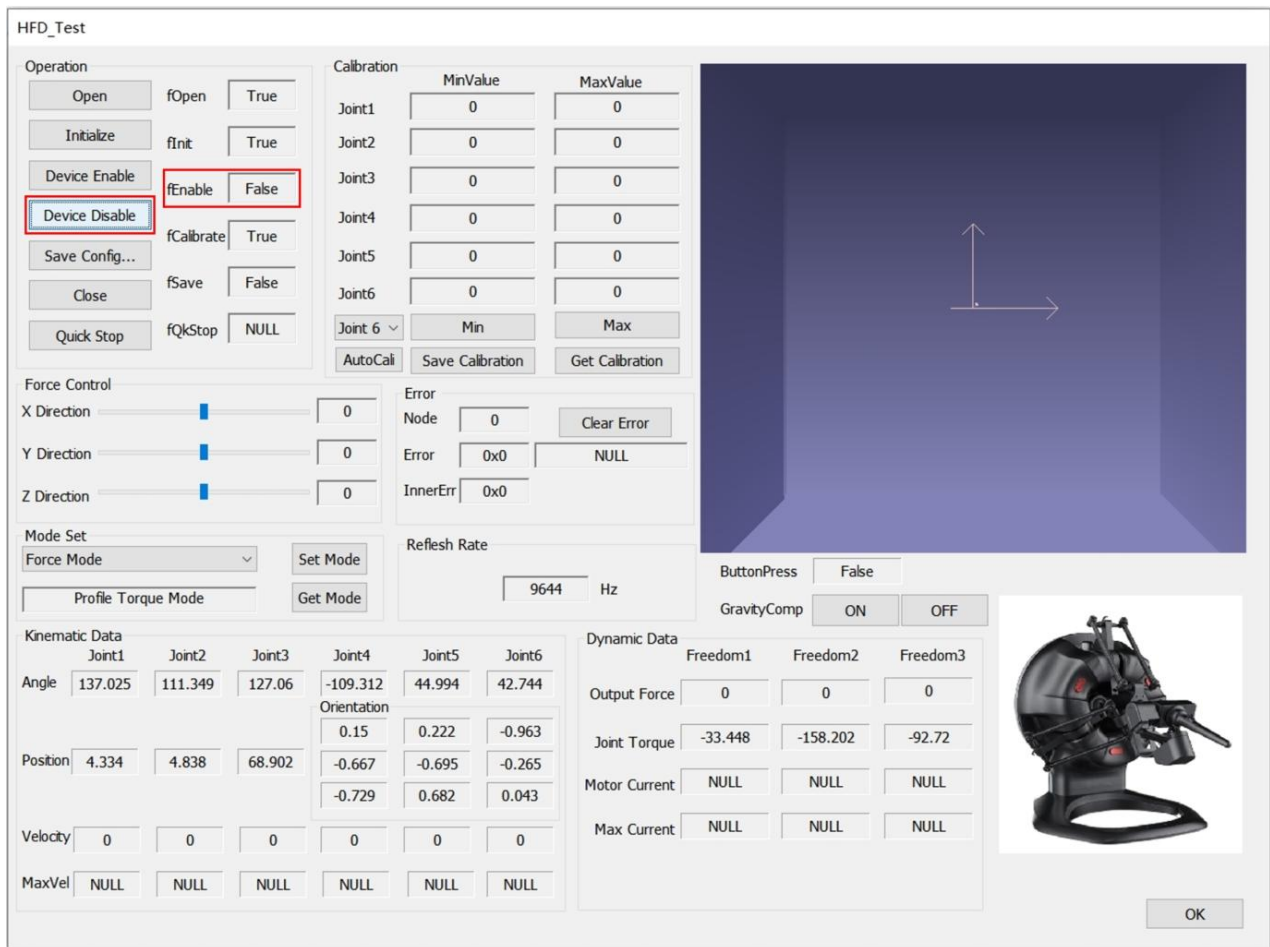 HFD_Test
Operation
Open fOpen True
Initialize fInit True
Device Enable fEnable False
Device Disable
fCalibrate True
Save Config...
fSave False
Close
Quick Stop fQkStop NULL
Calibration
MinValue MaxValue
Joint1 0 0
Joint2 0 0
Joint3 0 0
Joint4 0 0
Joint5 0 0
Joint6 0 0
Joint 6 Min Max
AutoCali Save Calibration Get Calibration
Force Control
X Direction 0
Y Direction 0
Z Direction 0
Error
Node 0 Clear Error
Error 0x0 NULL
InnerErr 0x0
Mode Set
Force Mode Set Mode
Profile Torque Mode Get Mode
Reflesh Rate
9644 Hz
ButtonPress False
GravityComp ON OFF
Kinematic Data
Joint1 Joint2 Joint3 Joint4 Joint5 Joint6
Angle 137.025 111.349 127.06 -109.312 44.994 42.744
Orientation
0.15 0.222 -0.963
Position 4.334 4.838 68.902 -0.667 -0.695 -0.265
-0.729 0.682 0.043
Velocity 0 0 0 0 0 0
MaxVel NULL NULL NULL NULL NULL NULL
Dynamic Data
Freedom1 Freedom2 Freedom3
Output Force 0 0 0
Joint Torque -33.448 -158.202 -92.72
Motor Current NULL NULL NULL
Max Current NULL NULL NULL
OK